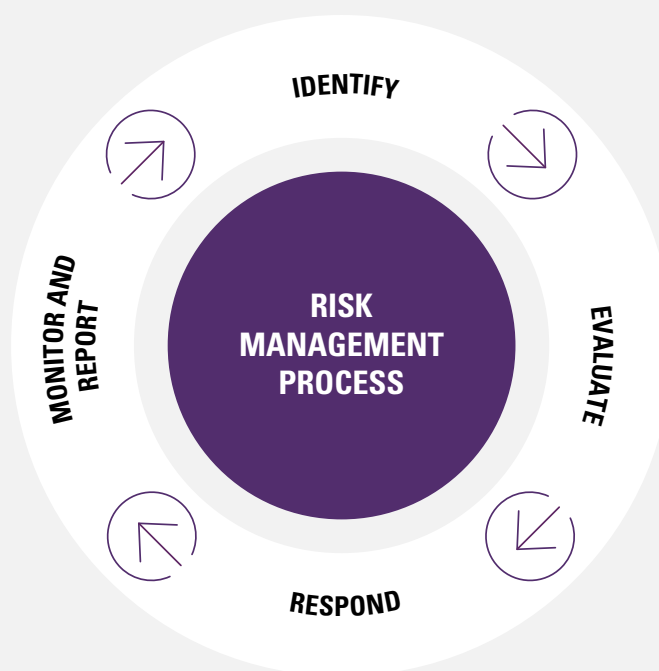 IDENTIFY
EVALUATE
RESPOND
MONITOR AND
REPORT
RISK
MANAGEMENT
PROCESS